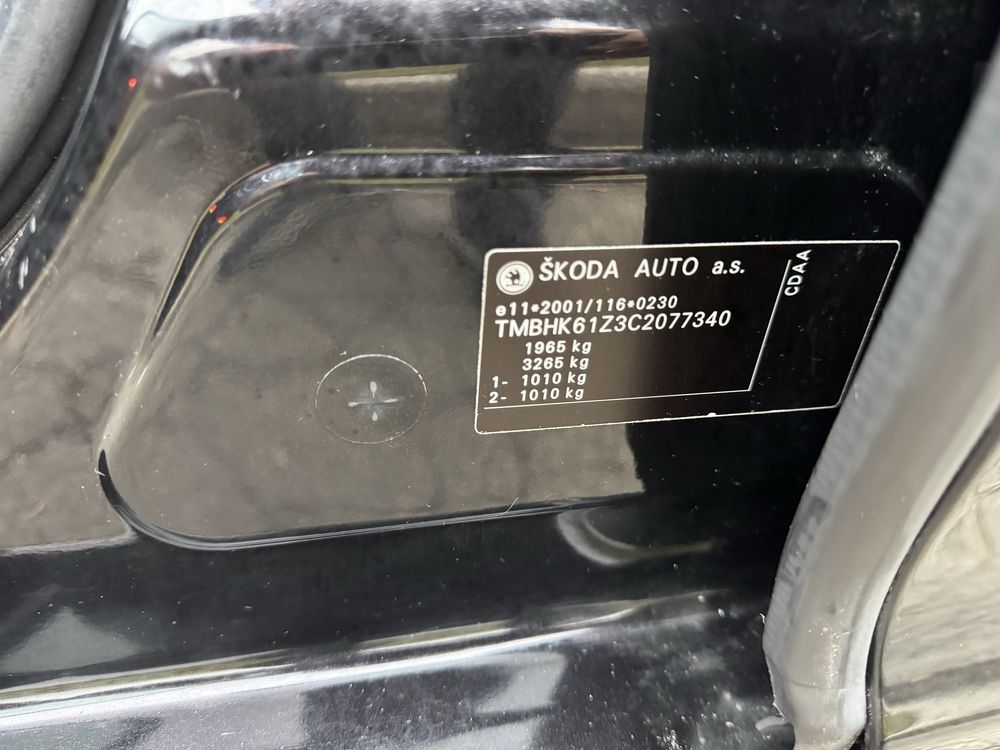 ŠKODA AUTO a.s.
CDAA
e11*2001/116*0230
TMBHK61Z3C2077340
1965 kg
3265 kg
1- 1010 kg
2- 1010 kg